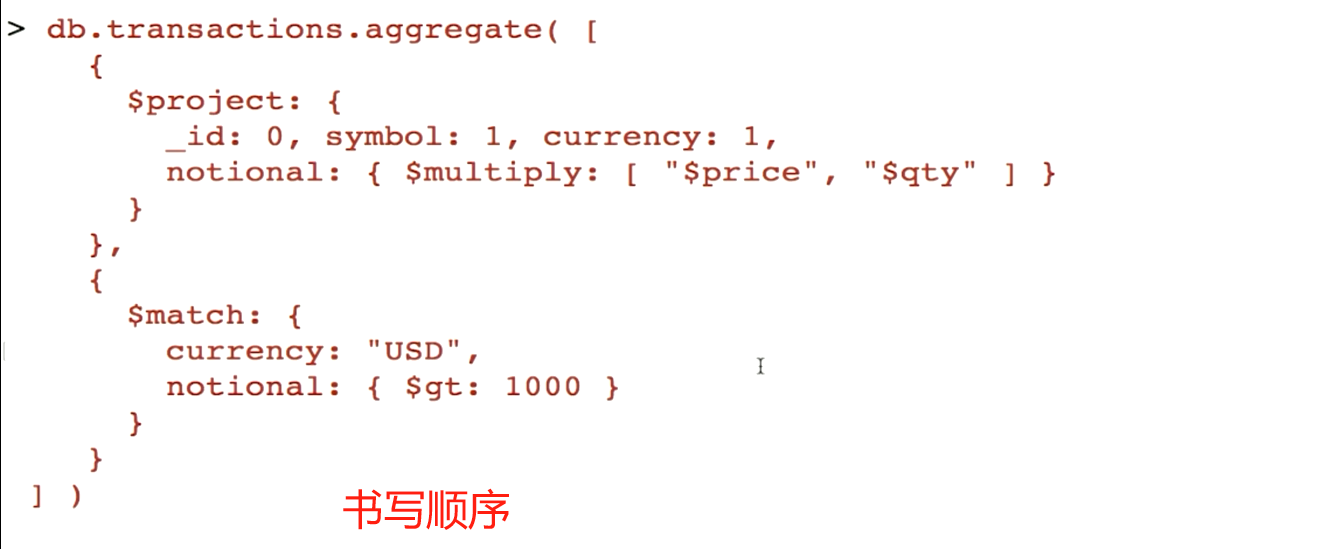 > db.transactions.aggregate( [
{
$project: {
_id: 0, symbol: 1, currency: 1,
notional: { $multiply: [ "$price", "$qty" ] }
}
},
{
$match: {
currency: "USD",
notional: { $gt: 1000 }
}
}
] )
书写顺序